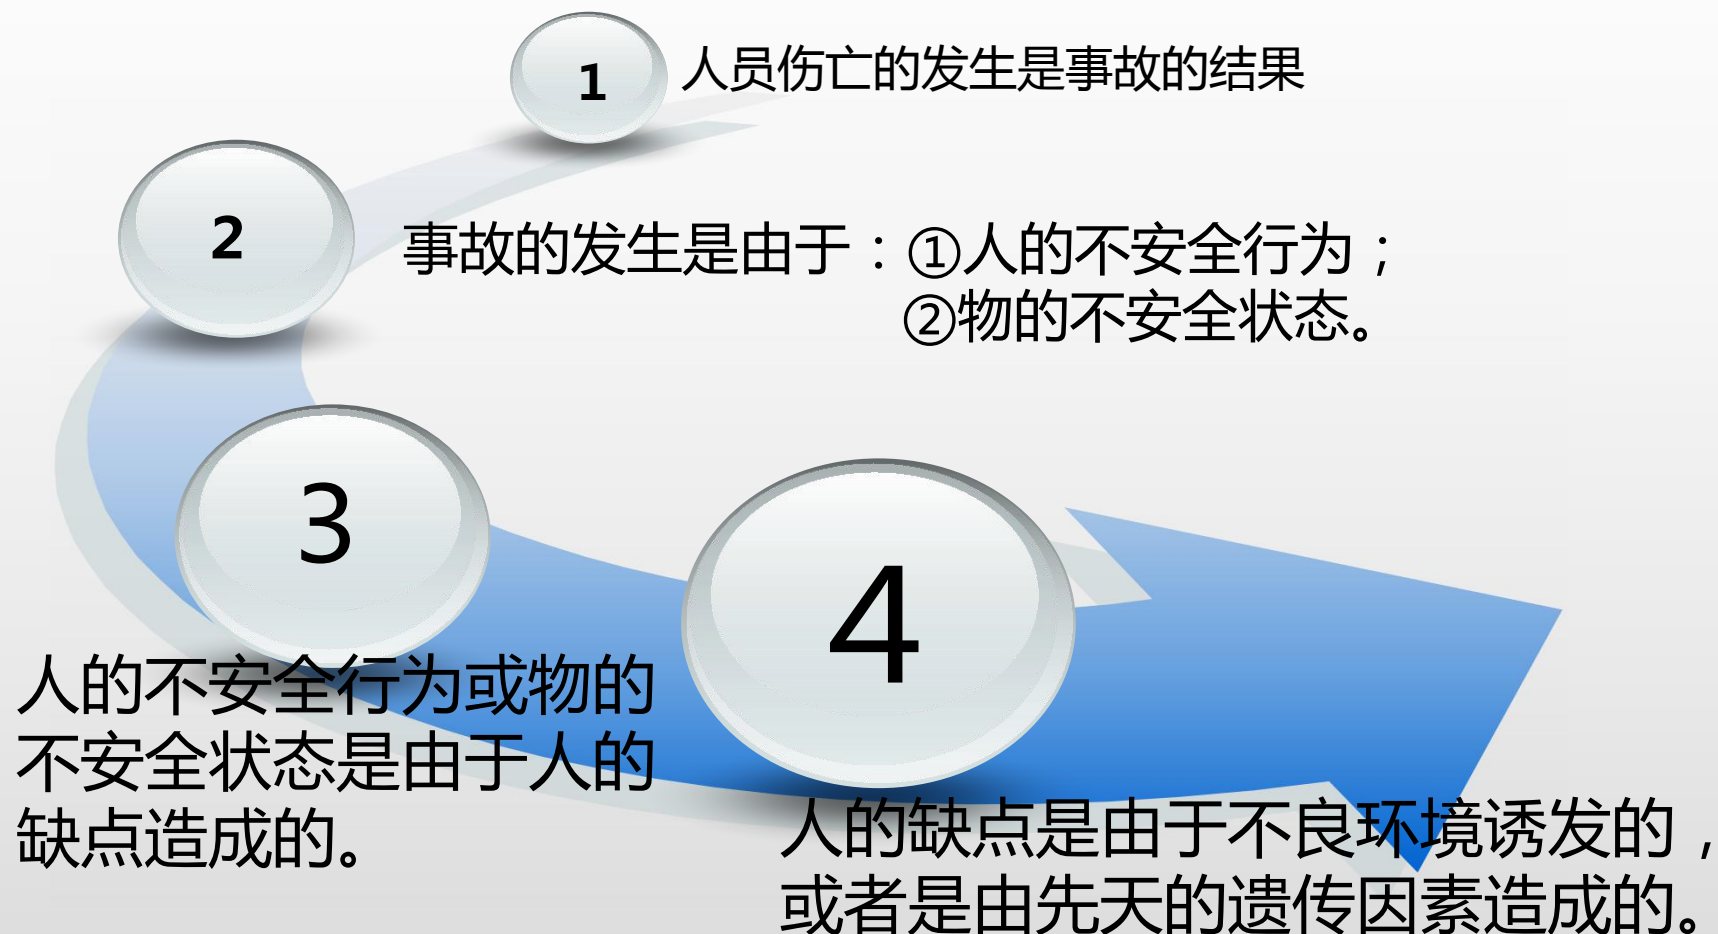 1
人员伤亡的发生是事故的结果
2
事故的发生是由于：①人的不安全行为；
②物的不安全状态。
3
人的不安全行为或物的
不安全状态是由于人的
缺点造成的。
4
人的缺点是由于不良环境诱发的，
或者是由先天的遗传因素造成的。